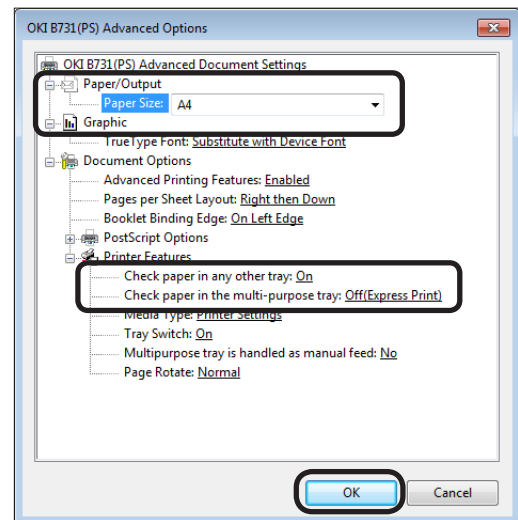 OKI B731(PS) Advanced Options
OKI B731(PS) Advanced Document Settings
Paper/Output
Paper Size: A4
Graphic
TrueType Font: Substitute with Device Font
Document Options
Advanced Printing Features: Enabled
Pages per Sheet Layout: Right then Down
Booklet Binding Edge: On Left Edge
PostScript Options
Printer Features
Check paper in any other tray: On
Check paper in the multi-purpose tray: Off(Express Print)
Media Type: Printer Settings
Tray Switch: On
Multipurpose tray is handled as manual feed: No
Page Rotate: Normal
OK Cancel